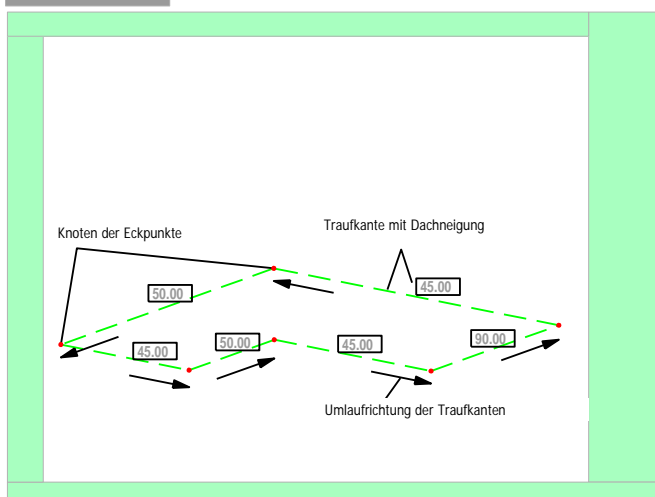 Traufkante mit Dachneigung
Knoten der Eckpunkte
45.00
50.00
50.00
90.00
45.00
45.00
Umlaufrichtung der Traufkanten